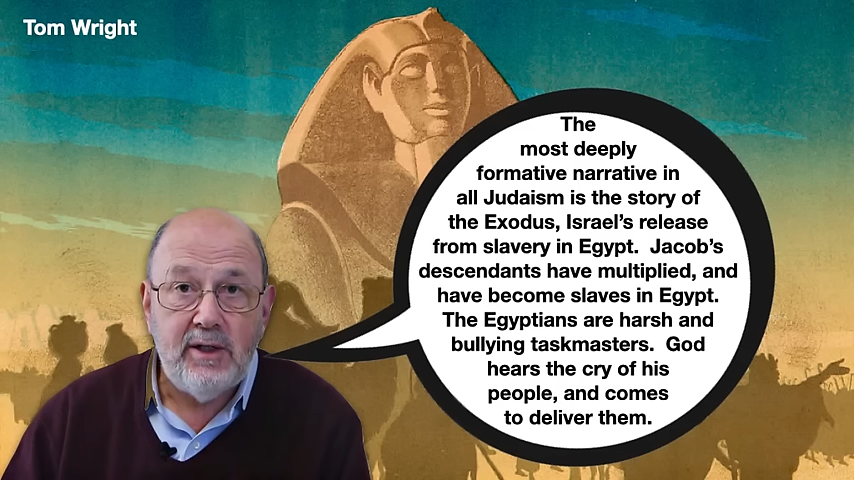 Tom Wright
The
most deeply
formative narrative in
all Judaism is the story of
the Exodus, Israel’s release
from slavery in Egypt.  Jacob’s
descendants have multiplied, and
have become slaves in Egypt.
The Egyptians are harsh and
bullying taskmasters.  God
hears the cry of his
people, and comes
to deliver them.